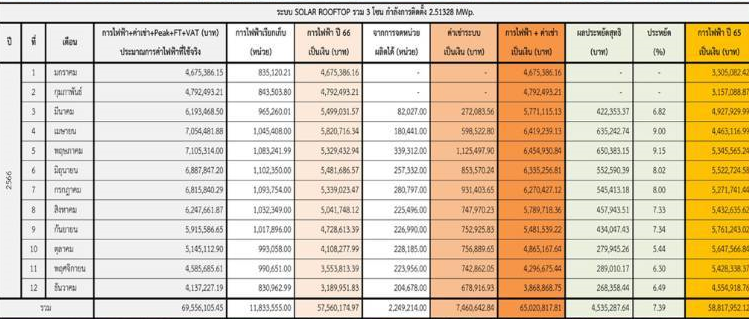 ระบบ SOLAR ROOFTOP รวม 3 โซน กำลังการติดตั้ง 2.51328 MWp.
ปี ที่ เดือน การไฟฟ้า+ค่าเช่า+Peak+FT+VAT (บาท) ประมาณการค่าไฟฟ้าที่ใช้จริง การไฟฟ้าเรียกเก็บ (หน่วย) การไฟฟ้า ปี 66 เป็นเงิน (บาท) จากการจดหน่วย ผลิตได้ (หน่วย) ค่าเช่าระบบ เป็นเงิน (บาท) การไฟฟ้า + ค่าเช่า เป็นเงิน (บาท) ผลประหยัดสุทธิ (บาท) ประหยัด (%) การไฟฟ้า ปี 65 เป็นเงิน (บาท)
2566
1 มกราคม 4,675,386.15 835,120.21 4,675,386.16 - - 4,675,386.16 - - 3,305,082.42
2 กุมภาพันธ์ 4,792,493.21 843,503.80 4,792,493.21 - - 4,792,493.21 - - 3,157,088.87
3 มีนาคม 6,193,468.50 965,260.01 5,499,031.57 82,027.00 272,083.56 5,771,115.13 422,353.37 6.82 4,927,929.99
4 เมษายน 7,054,481.88 1,045,408.00 5,820,716.34 180,441.00 598,522.80 6,419,239.13 635,242.74 9.00 4,463,116.99
5 พฤษภาคม 7,105,314.00 1,083,241.99 5,329,432.94 339,312.00 1,125,497.90 6,454,930.84 650,383.15 9.15 5,345,565.24
6 มิถุนายน 6,887,847.20 1,102,350.00 5,481,686.57 257,332.00 853,570.24 6,335,256.81 552,590.39 8.02 5,522,724.58
7 กรกฎาคม 6,815,840.29 1,093,754.00 5,339,023.47 280,797.00 931,403.65 6,270,427.12 545,413.18 8.00 5,271,741.44
8 สิงหาคม 6,247,661.87 1,032,349.00 5,041,748.12 225,496.00 747,970.23 5,789,718.36 457,943.51 7.33 5,432,635.62
9 กันยายน 5,915,586.65 1,017,896.00 4,728,613.39 226,990.00 752,925.83 5,481,539.22 434,047.43 7.34 5,761,243.02
10 ตุลาคม 5,145,112.90 993,058.00 4,108,277.99 228,185.00 756,889.65 4,865,167.64 279,945.26 5.44 5,647,566.84
11 พฤศจิกายน 4,585,685.61 990,651.00 3,553,813.39 223,956.00 742,862.05 4,296,675.44 289,010.17 6.30 5,428,338.37
12 ธันวาคม 4,137,227.19 830,962.99 3,189,951.83 204,678.00 678,916.93 3,868,868.75 268,358.44 6.49 4,554,918.76
รวม 69,556,105.45 11,833,555.00 57,560,174.97 2,249,214.00 7,460,642.84 65,020,817.81 4,535,287.64 7.39 58,817,952.12